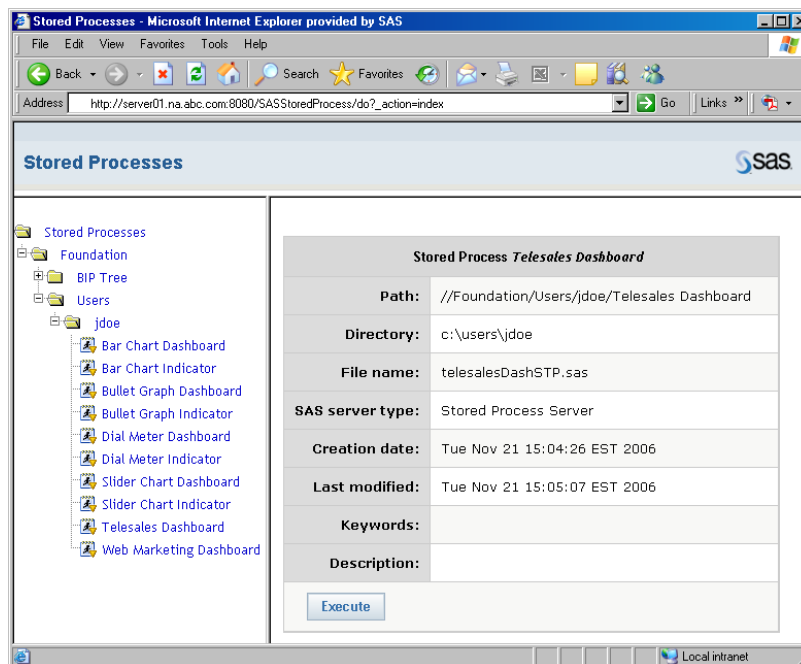 Stored Processes - Microsoft Internet Explorer provided by SAS
File Edit View Favorites Tools Help
Back Search Favorites
Address http://server01.na.abc.com:8080/SASStoredProcess/do?_action=index Go Links »
Stored Processes
sas
Stored Processes
Foundation
BIP Tree
Users
jdoe
Bar Chart Dashboard
Bar Chart Indicator
Bullet Graph Dashboard
Bullet Graph Indicator
Dial Meter Dashboard
Dial Meter Indicator
Slider Chart Dashboard
Slider Chart Indicator
Telesales Dashboard
Web Marketing Dashboard
Stored Process Telesales Dashboard
Path: //Foundation/Users/jdoe/Telesales Dashboard
Directory: c:\users\jdoe
File name: telesalesDashSTP.sas
SAS server type: Stored Process Server
Creation date: Tue Nov 21 15:04:26 EST 2006
Last modified: Tue Nov 21 15:05:07 EST 2006
Keywords:
Description:
Execute
Local intranet